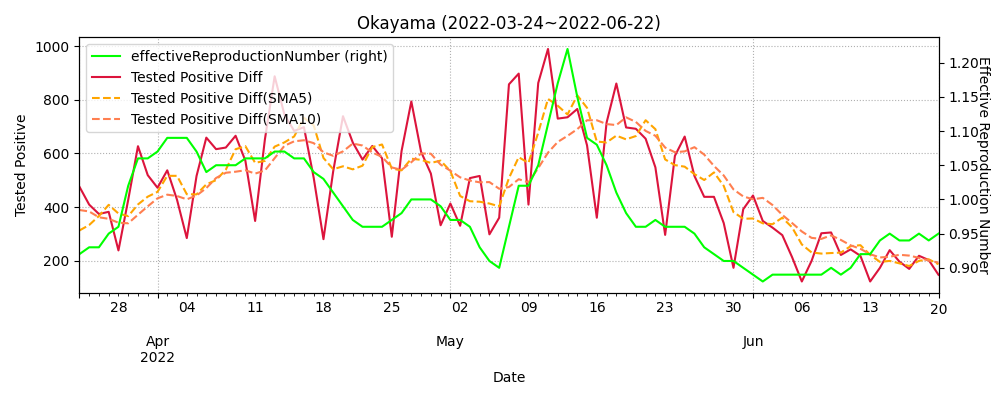 Okayama (2022-03-24~2022-06-22)
effectiveReproductionNumber (right)
Tested Positive Diff
Tested Positive Diff(SMA5)
Tested Positive Diff(SMA10)
Tested Positive
1000
800
600
400
200
Effective Reproduction Number
1.20
1.15
1.10
1.05
1.00
0.95
0.90
28 04 11 18 25 02 09 16 23 30 06 13 20
Apr May Jun
2022
Date